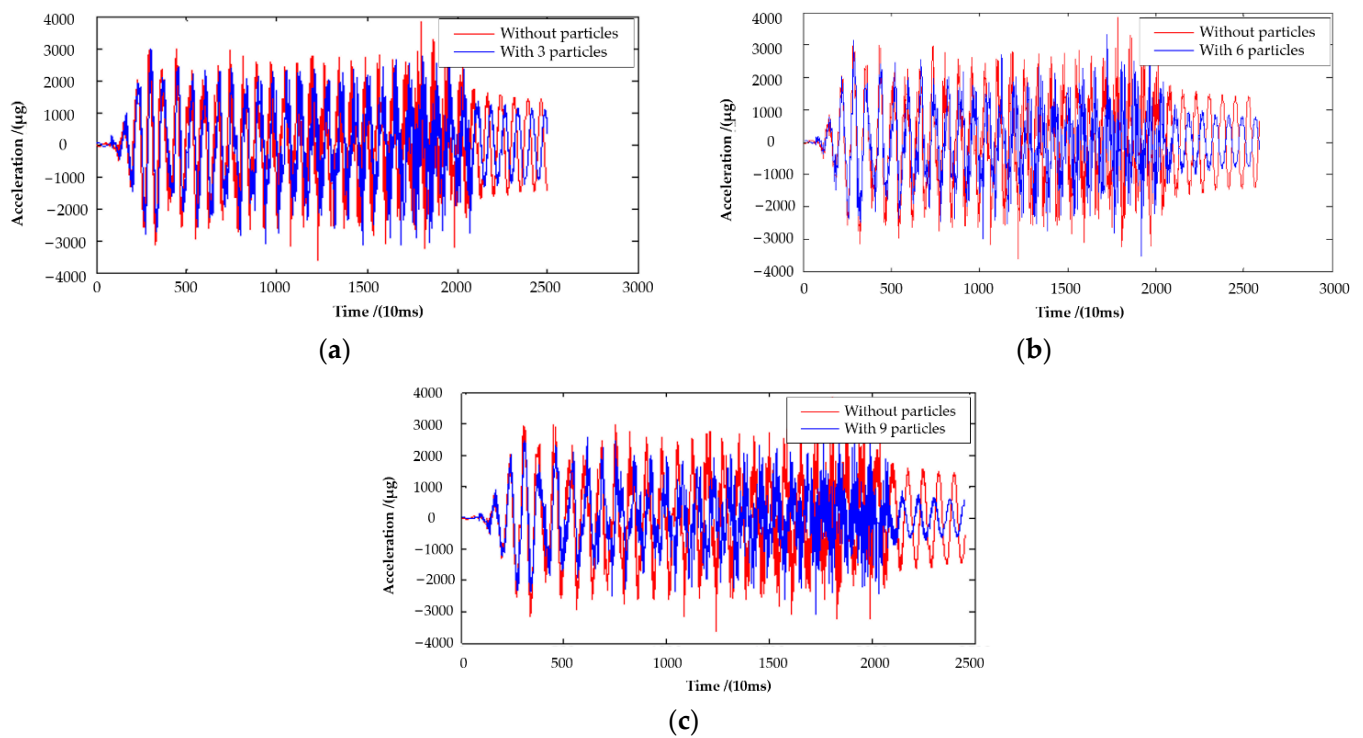 4000
3000
2000
1000
0
−1000
−2000
−3000
−4000
Acceleration /(μg)
Without particles
With 3 particles
0 500 1000 1500 2000 2500 3000
Time /(10ms)
(a)
4000
3000
2000
1000
0
−1000
−2000
−3000
−4000
Acceleration /(μg)
Without particles
With 6 particles
0 500 1000 1500 2000 2500 3000
Time /(10ms)
(b)
4000
3000
2000
1000
0
−1000
−2000
−3000
−4000
Acceleration /(μg)
Without particles
With 9 particles
0 500 1000 1500 2000 2500
Time /(10ms)
(c)